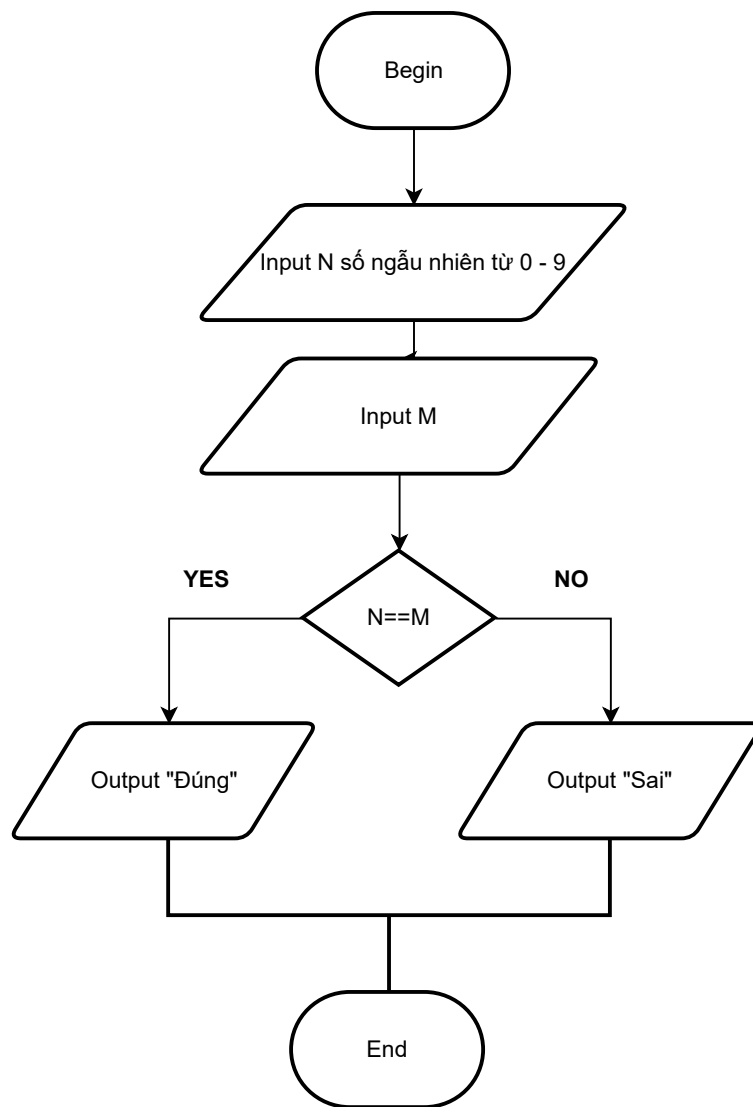 Begin
Input N số ngẫu nhiên từ 0 - 9
Input M
YES
NO
N==M
Output "Đúng"
Output "Sai"
End